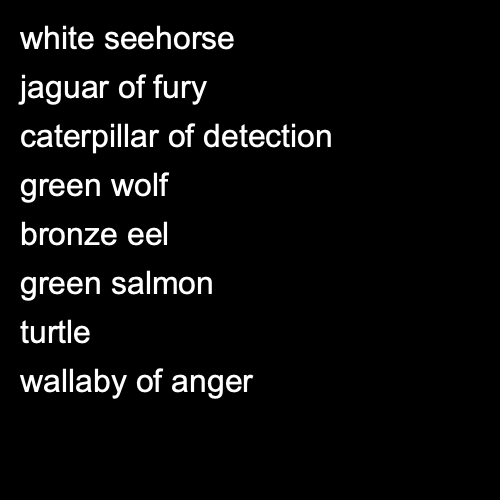 white seehorse
jaguar of fury
caterpillar of detection
green wolf
bronze eel
green salmon
turtle
wallaby of anger